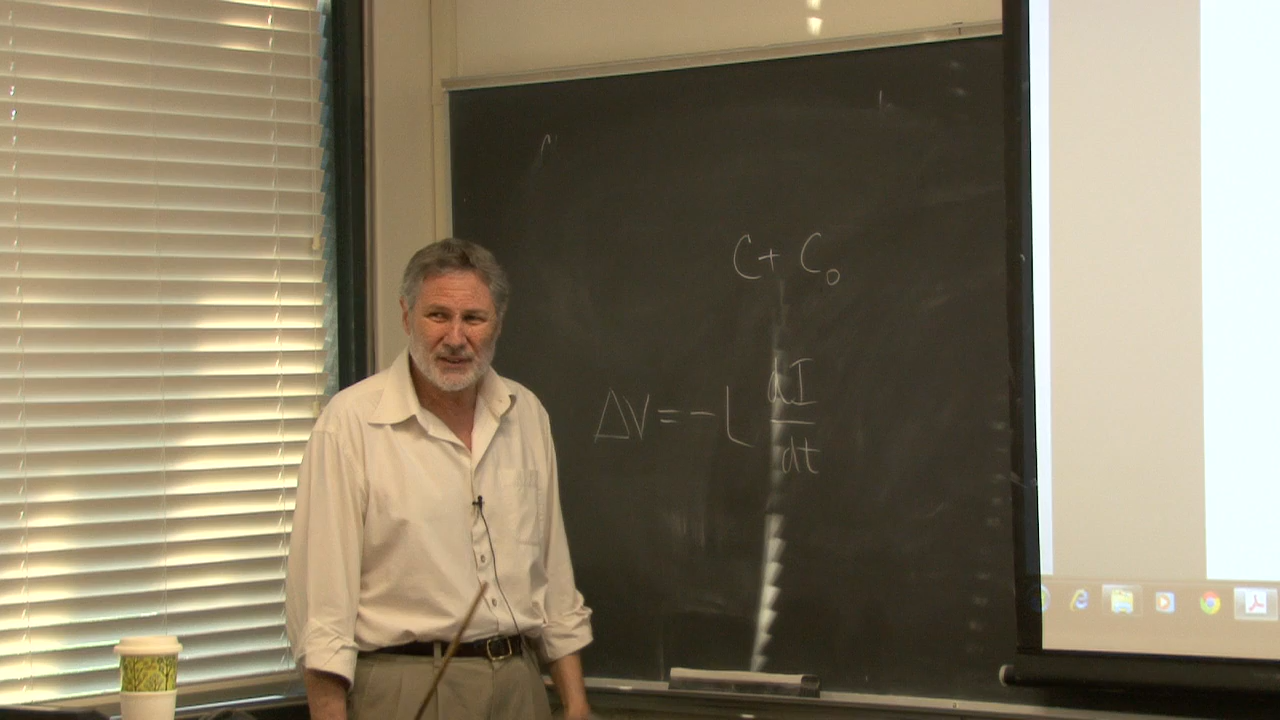 C + C₀
ΔV = -L dI/dt